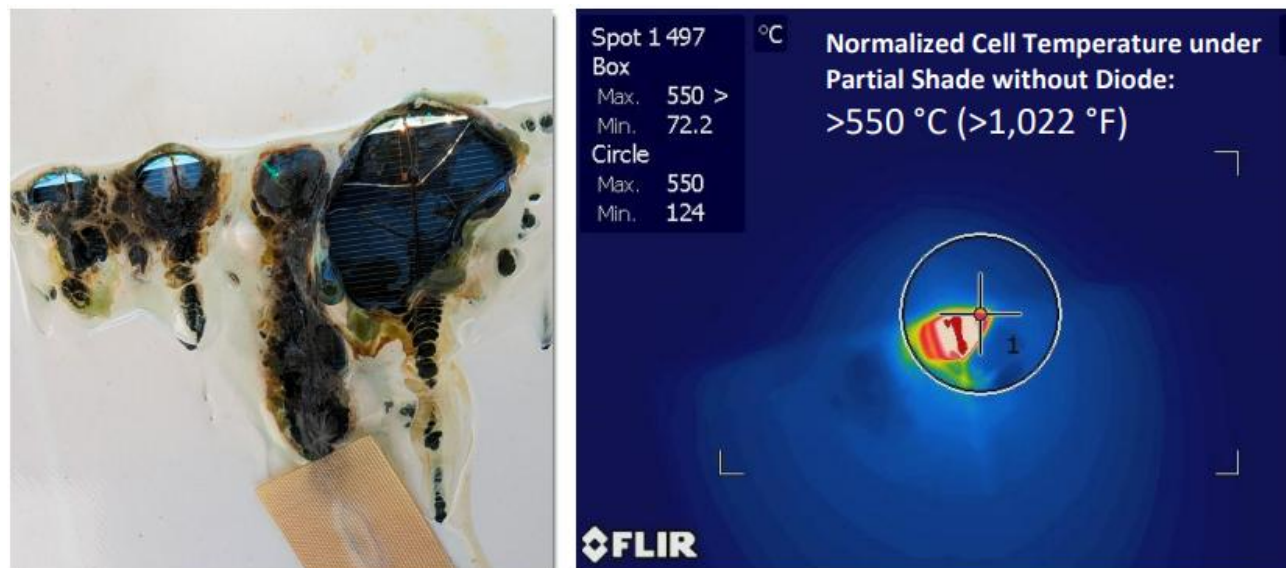 Spot 1 497
°C
Box
Max. 550 >
Min. 72.2
Circle
Max. 550
Min. 124
Normalized Cell Temperature under
Partial Shade without Diode:
>550 °C (>1,022 °F)
1
FLIR